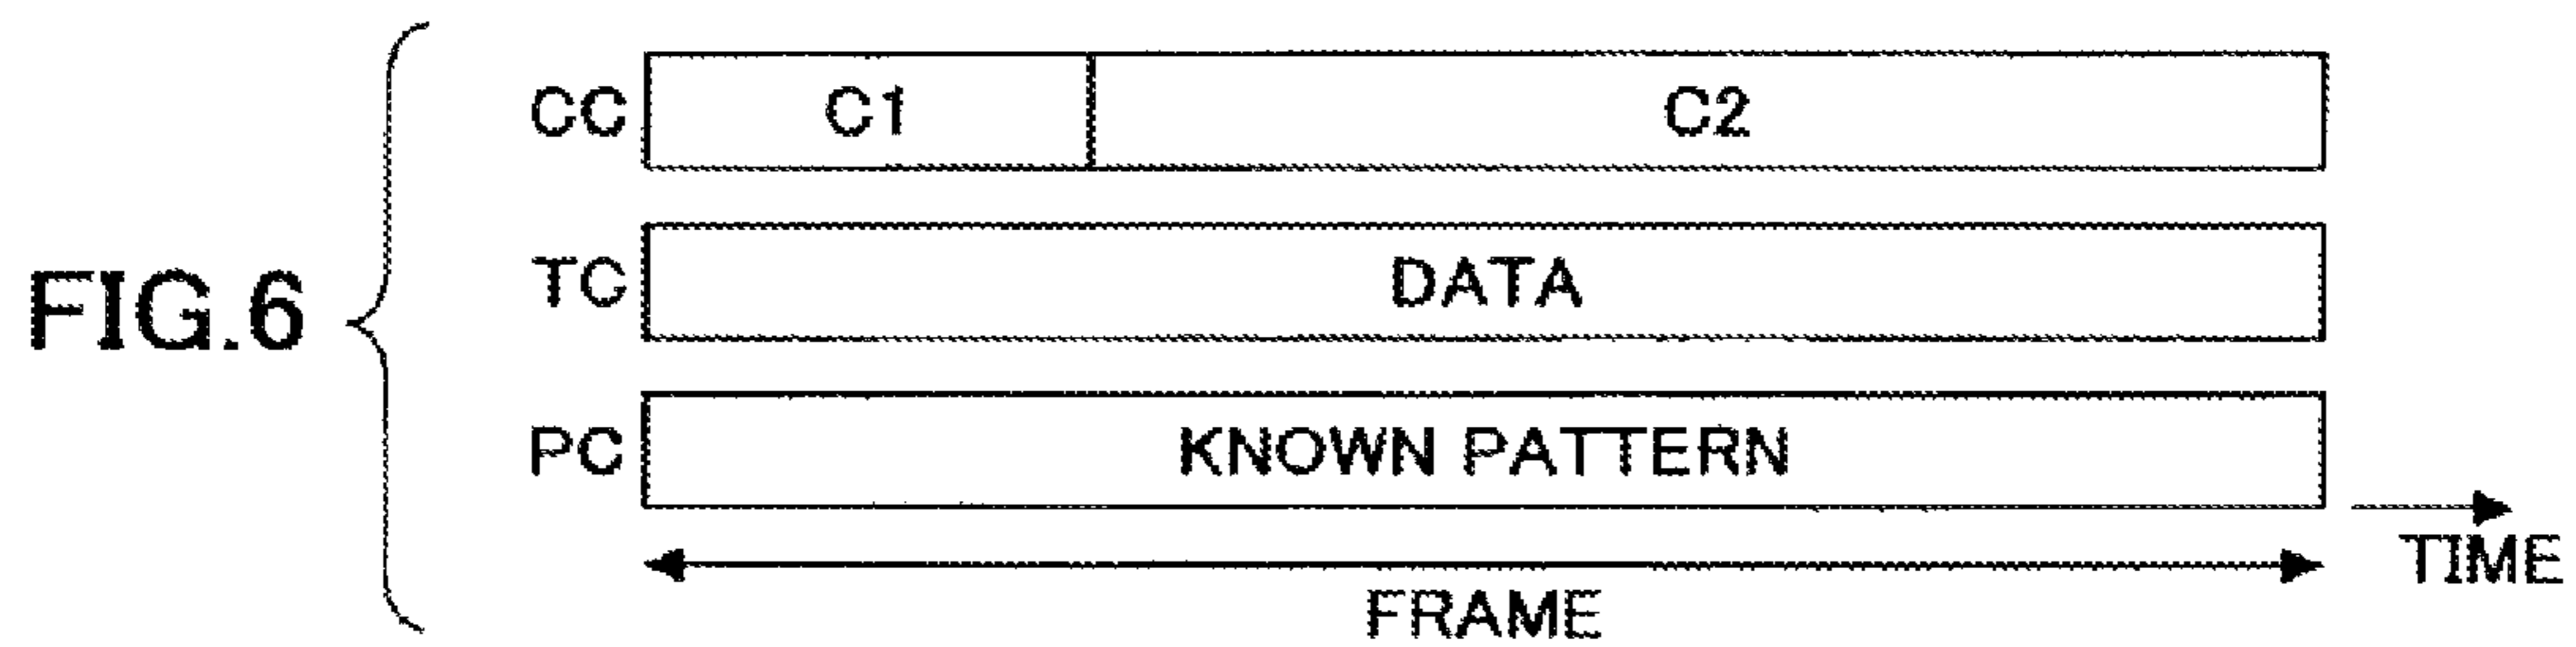 FIG.6
CC C1 C2
TC DATA
PC KNOWN PATTERN
TIME
FRAME